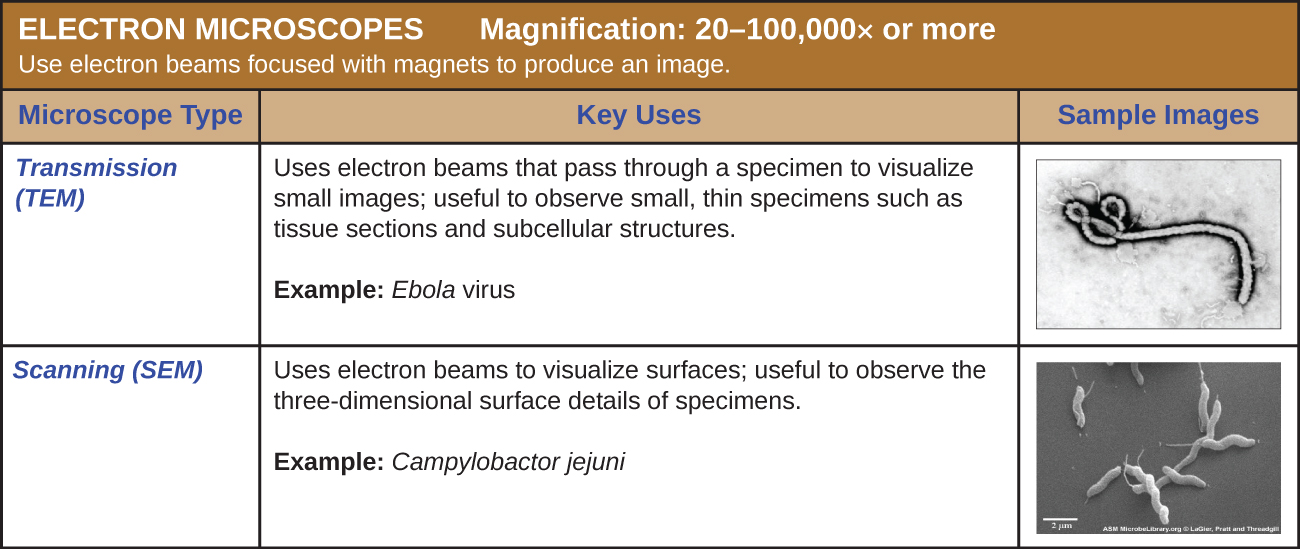 ELECTRON MICROSCOPES Magnification: 20–100,000× or more
Use electron beams focused with magnets to produce an image.
Microscope Type Key Uses Sample Images
Transmission
(TEM)
Uses electron beams that pass through a specimen to visualize
small images; useful to observe small, thin specimens such as
tissue sections and subcellular structures.
Example: Ebola virus
Scanning (SEM)
Uses electron beams to visualize surfaces; useful to observe the
three-dimensional surface details of specimens.
Example: Campylobactor jejuni
2 µm
ASM MicrobeLibrary.org © LaGier, Pratt and Threadgill